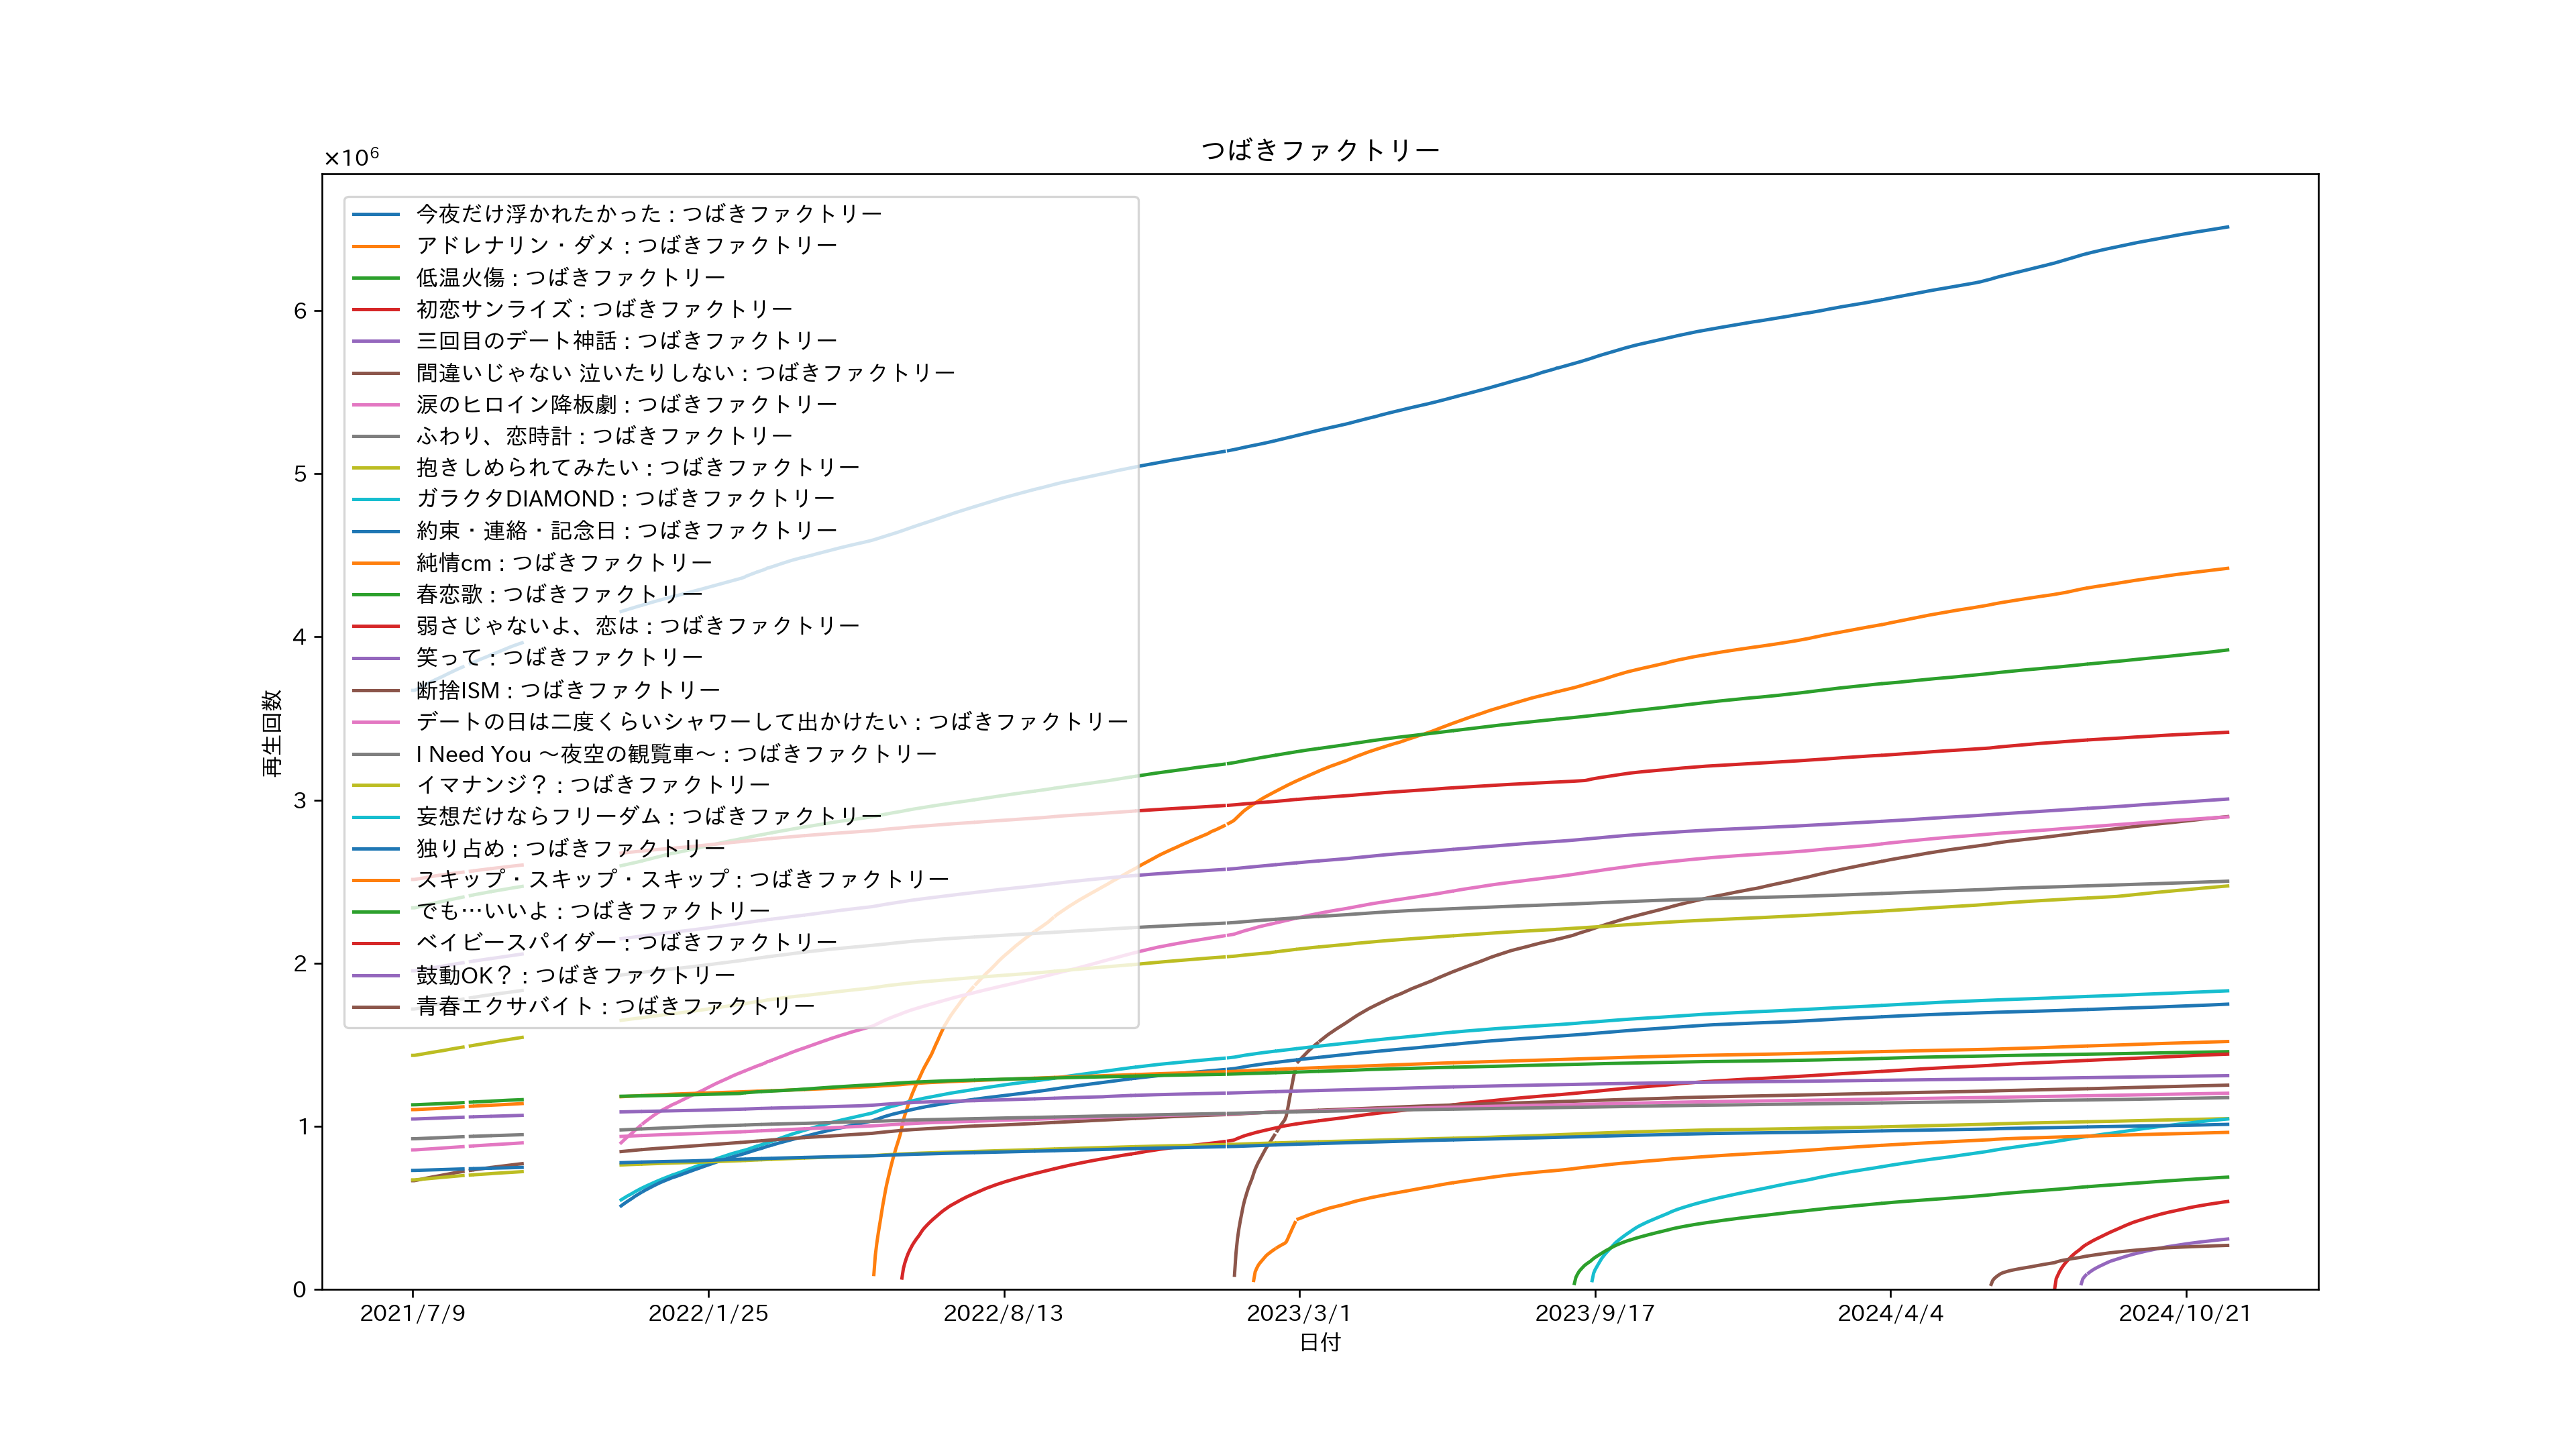 つばきファクトリー
×10⁶
今夜だけ浮かれたかった : つばきファクトリー
アドレナリン・ダメ : つばきファクトリー
低温火傷 : つばきファクトリー
初恋サンライズ : つばきファクトリー
三回目のデート神話 : つばきファクトリー
間違いじゃない 泣いたりしない : つばきファクトリー
涙のヒロイン降板劇 : つばきファクトリー
ふわり、恋時計 : つばきファクトリー
抱きしめられてみたい : つばきファクトリー
ガラクタDIAMOND : つばきファクトリー
約束・連絡・記念日 : つばきファクトリー
純情cm : つばきファクトリー
春恋歌 : つばきファクトリー
弱さじゃないよ、恋は : つばきファクトリー
笑って : つばきファクトリー
断捨ISM : つばきファクトリー
デートの日は二度くらいシャワーして出かけたい : つばきファクトリー
I Need You 〜夜空の観覧車〜 : つばきファクトリー
イマナンジ？ : つばきファクトリー
妄想だけならフリーダム : つばきファクトリー
独り占め : つばきファクトリー
スキップ・スキップ・スキップ : つばきファクトリー
でも…いいよ : つばきファクトリー
ベイビースパイダー : つばきファクトリー
鼓動OK？ : つばきファクトリー
青春エクサバイト : つばきファクトリー
6
5
4
3
2
1
0
再生回数
2021/7/9
2022/1/25
2022/8/13
2023/3/1
2023/9/17
2024/4/4
2024/10/21
日付